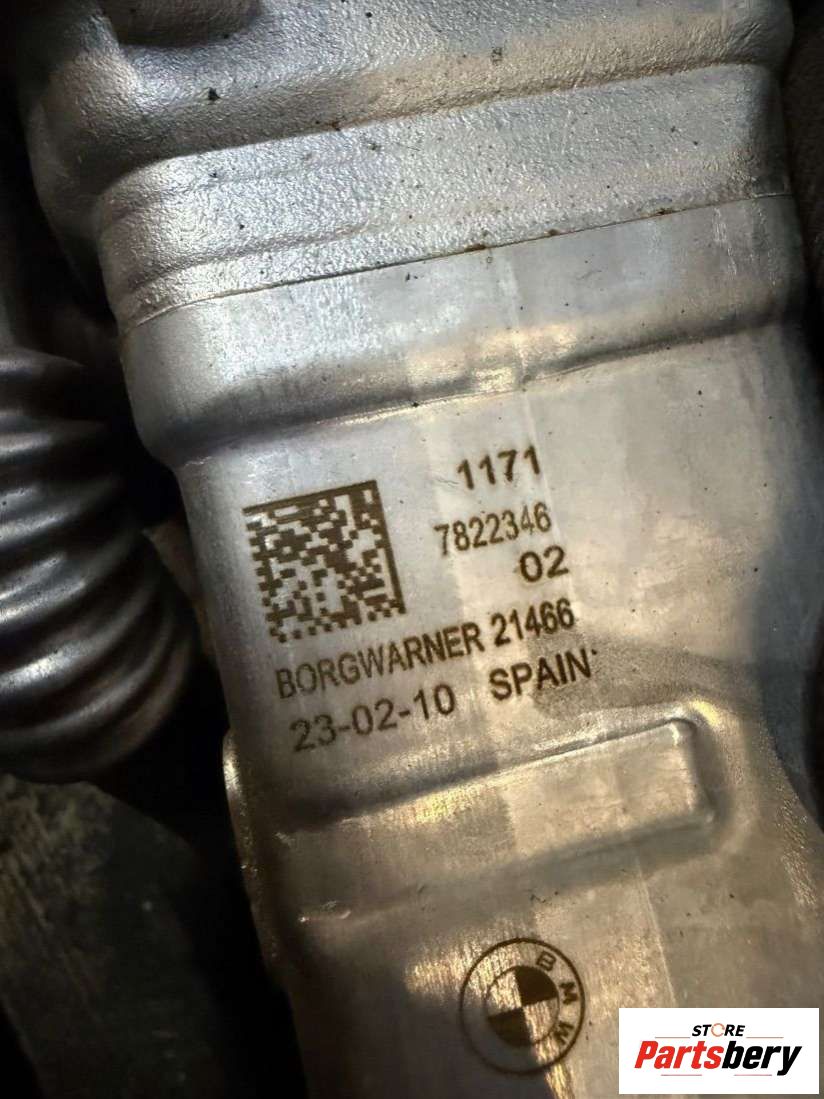 1171
7822346
02
BORGWARNER 21466
23-02-10 SPAIN
BMW
STORE
Partsbery